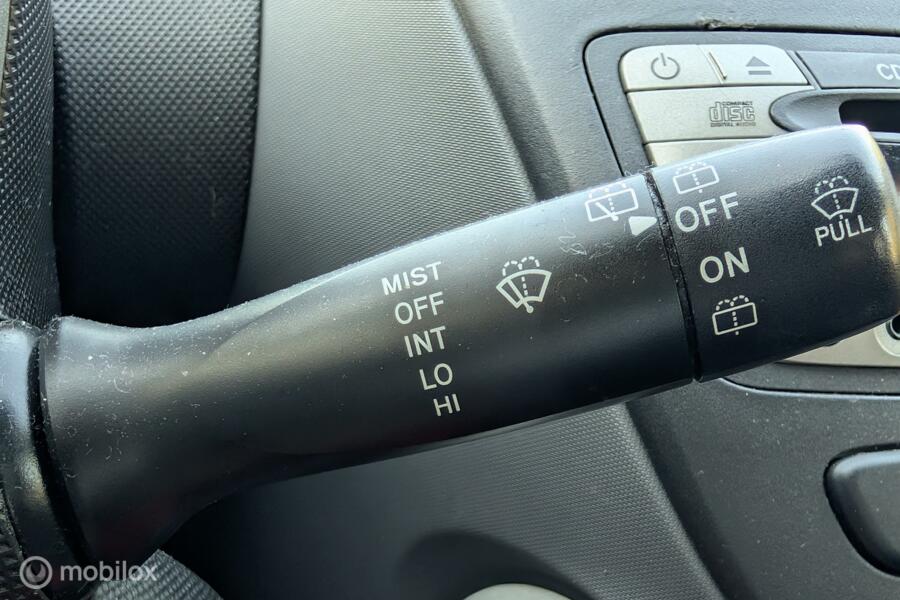 CD
COMPACT
disc
DIGITAL AUDIO
OFF
PULL
ON
MIST
OFF
INT
LO
HI
mobilox